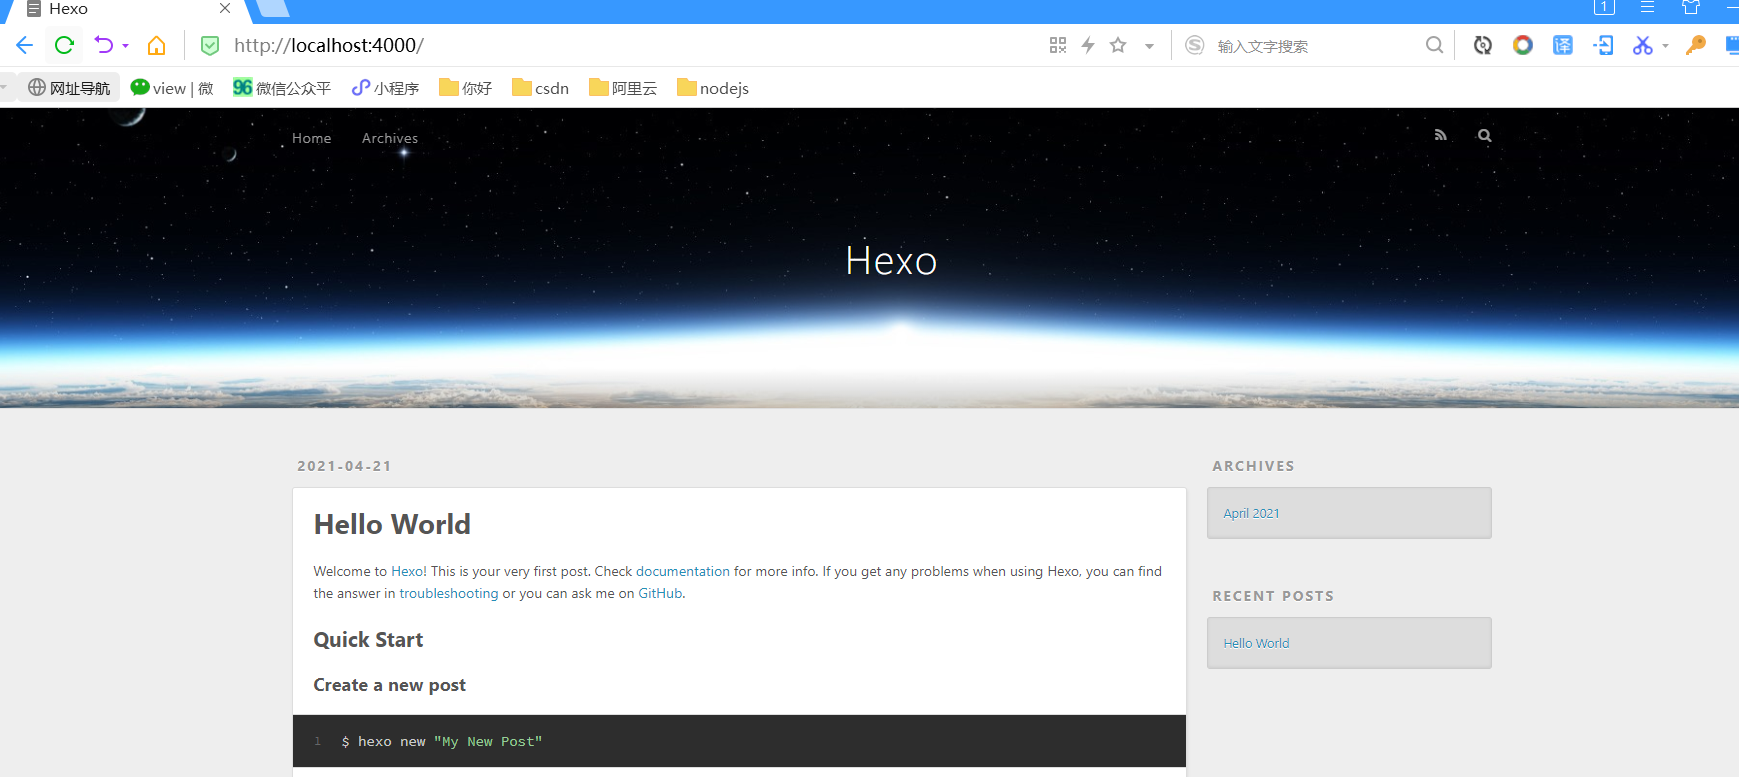 Hexo
1
http://localhost:4000/
输入文字搜索
译
网址导航
view | 微
96 微信公众平
小程序
你好
csdn
阿里云
nodejs
Home
Archives
Hexo
2021-04-21
Hello World
Welcome to Hexo! This is your very first post. Check documentation for more info. If you get any problems when using Hexo, you can find
the answer in troubleshooting or you can ask me on GitHub.
Quick Start
Create a new post
1 $ hexo new "My New Post"
ARCHIVES
April 2021
RECENT POSTS
Hello World